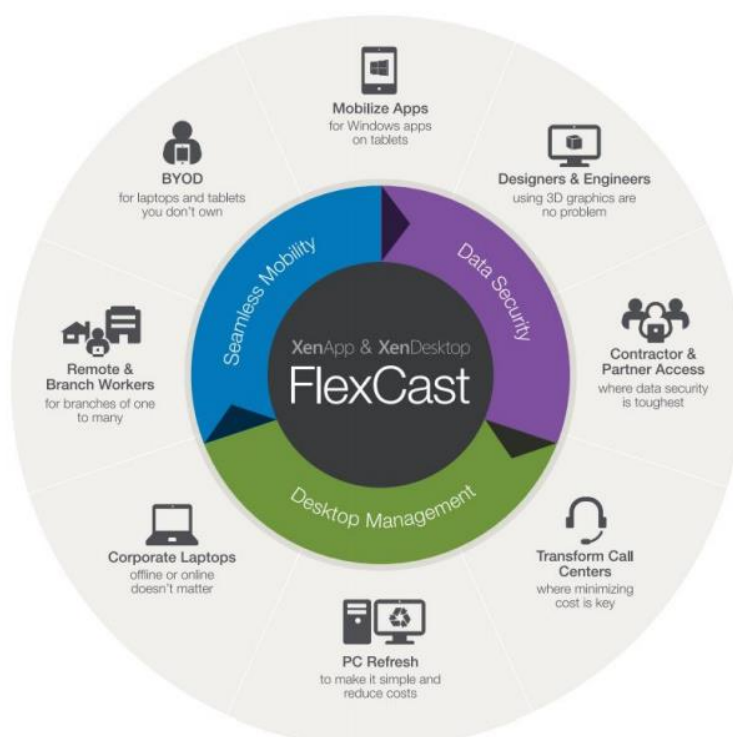 Mobilize Apps
for Windows apps
on tablets
Designers & Engineers
using 3D graphics are
no problem
Contractor &
Partner Access
where data security
is toughest
Transform Call
Centers
where minimizing
cost is key
PC Refresh
to make it simple and
reduce costs
Corporate Laptops
offline or online
doesn't matter
Remote &
Branch Workers
for branches of one
to many
BYOD
for laptops and tablets
you don't own
Seamless Mobility
Data Security
Desktop Management
XenApp & XenDesktop
FlexCast